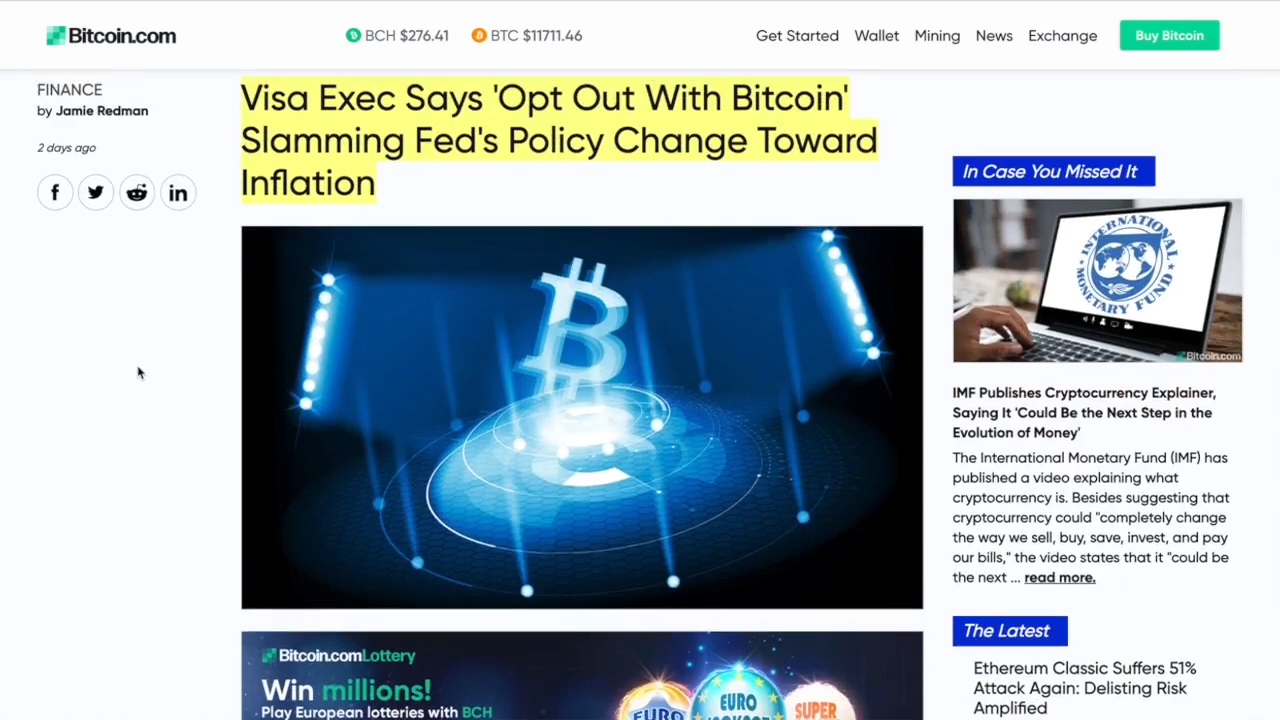 Bitcoin.com
BCH $276.41
BTC $11711.46
Get Started
Wallet
Mining
News
Exchange
Buy Bitcoin
FINANCE
by Jamie Redman
2 days ago
Visa Exec Says 'Opt Out With Bitcoin'
Slamming Fed's Policy Change Toward
Inflation
Bitcoin.comLottery
Win millions!
Play European lotteries with BCH
EURO
EURO
SUPER
In Case You Missed It
INTERNATIONAL
MONETARY FUND
Bitcoin.com
IMF Publishes Cryptocurrency Explainer,
Saying It 'Could Be the Next Step in the
Evolution of Money'
The International Monetary Fund (IMF) has
published a video explaining what
cryptocurrency is. Besides suggesting that
cryptocurrency could "completely change
the way we sell, buy, save, invest, and pay
our bills," the video states that it "could be
the next ... read more.
The Latest
Ethereum Classic Suffers 51%
Attack Again: Delisting Risk
Amplified